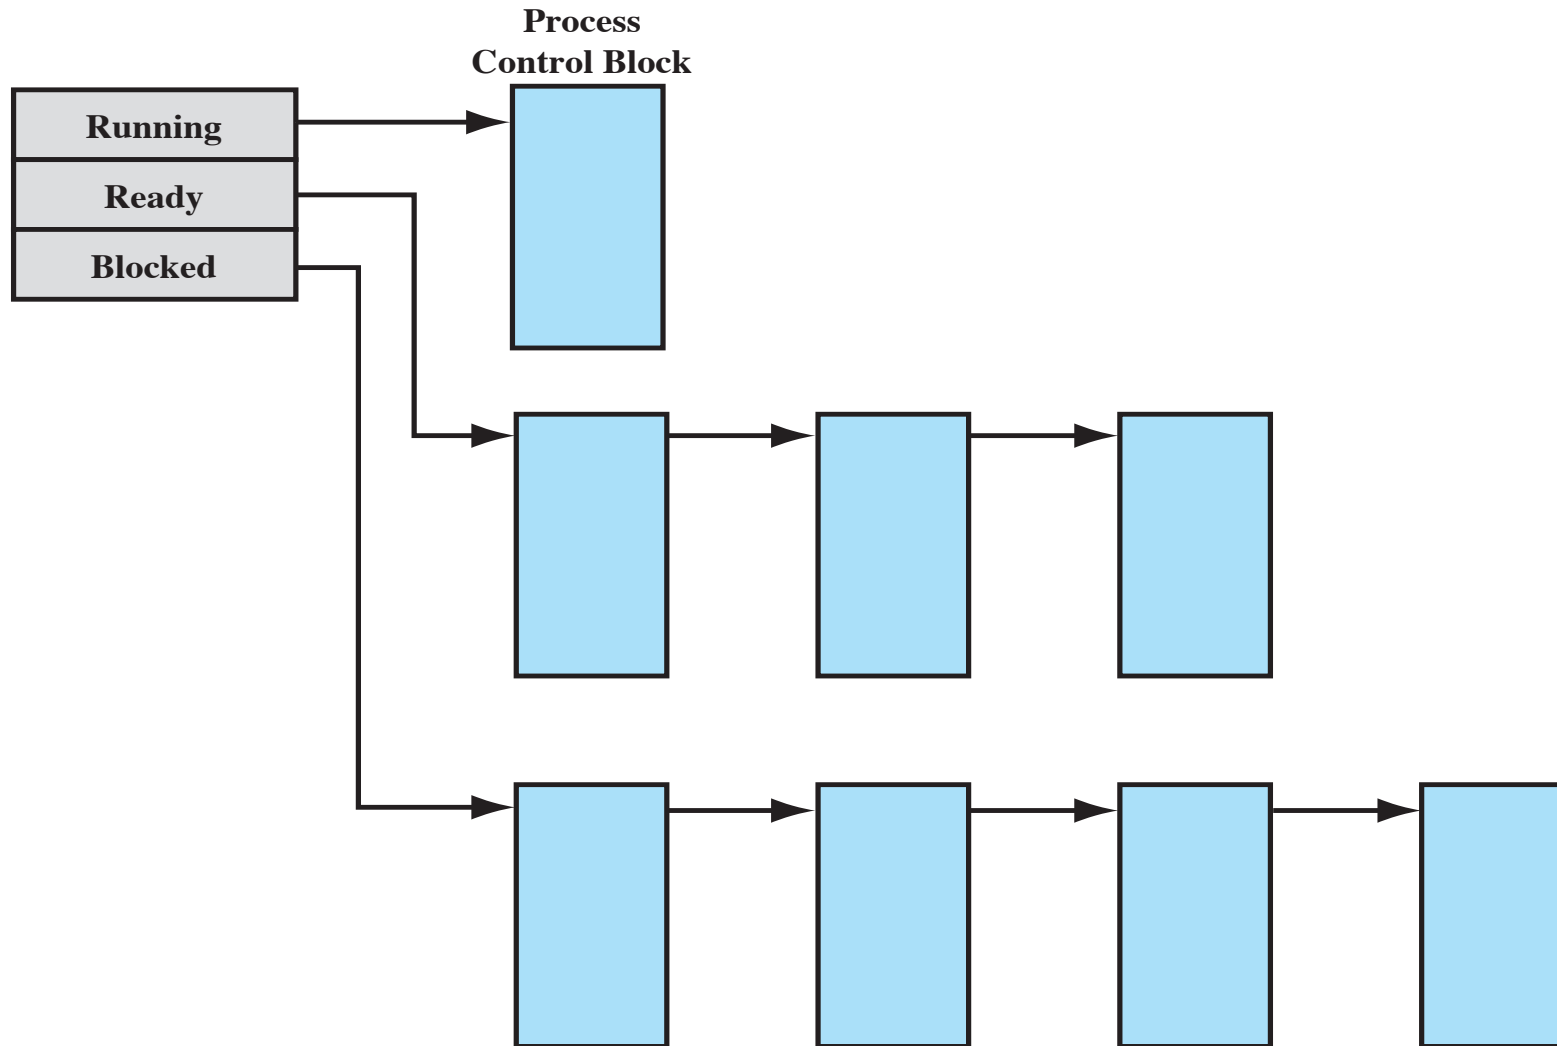 Process
Control Block
Running
Ready
Blocked